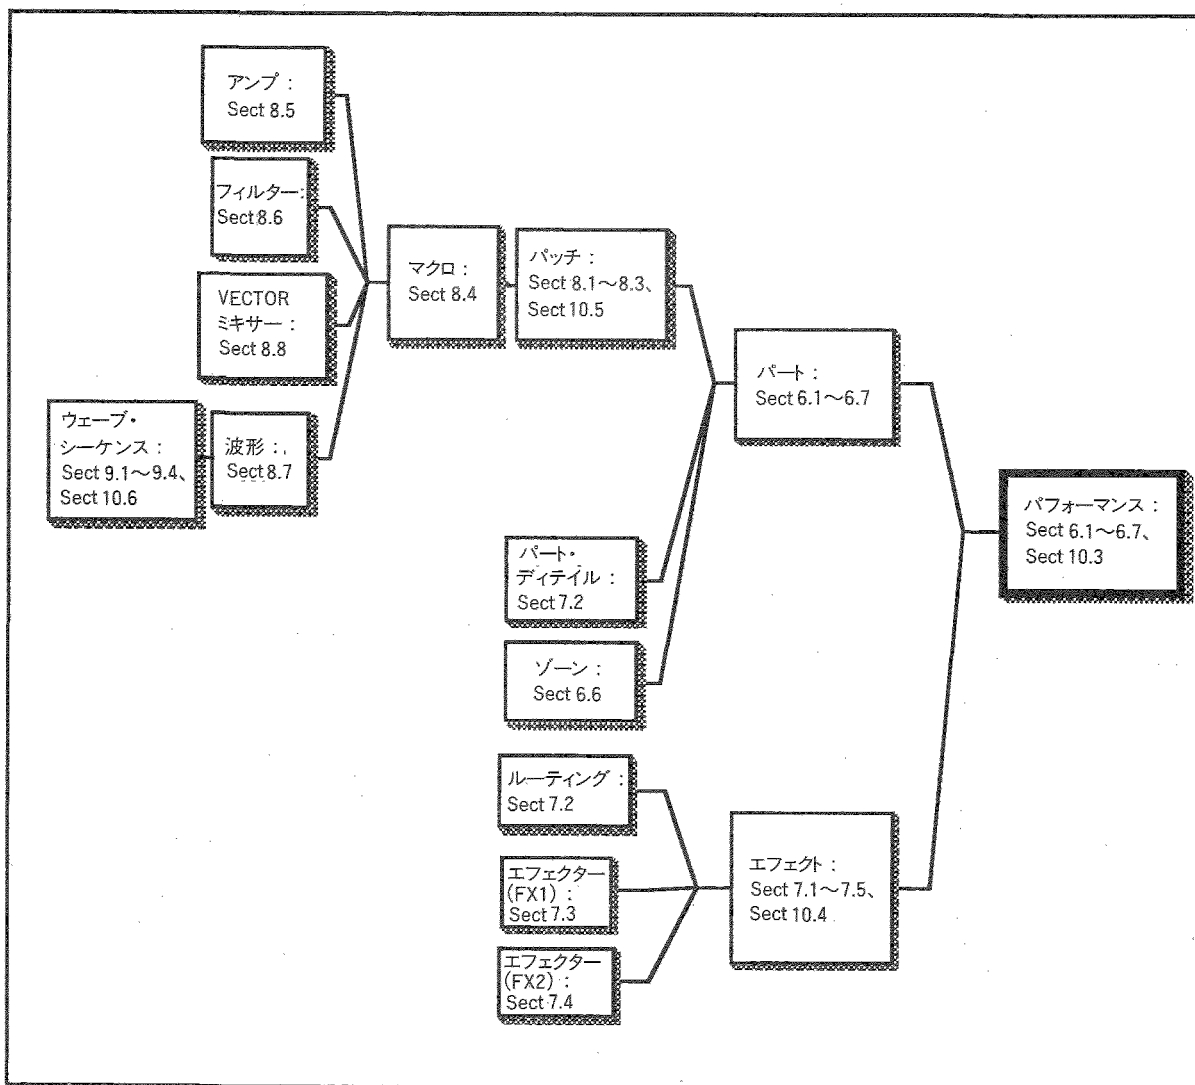 アンプ：
Sect 8.5
フィルター：
Sect 8.6
VECTOR
ミキサー：
Sect 8.8
ウェーブ・
シーケンス：
Sect 9.1～9.4、
Sect 10.6
波形：
Sect 8.7
マクロ：
Sect 8.4
パッチ：
Sect 8.1～8.3、
Sect 10.5
パート：
Sect 6.1～6.7
パート・
ディテイル：
Sect 7.2
ゾーン：
Sect 6.6
ルーティング：
Sect 7.2
エフェクター
(FX1)：
Sect 7.3
エフェクター
(FX2)：
Sect 7.4
エフェクト：
Sect 7.1～7.5、
Sect 10.4
パフォーマンス：
Sect 6.1～6.7、
Sect 10.3